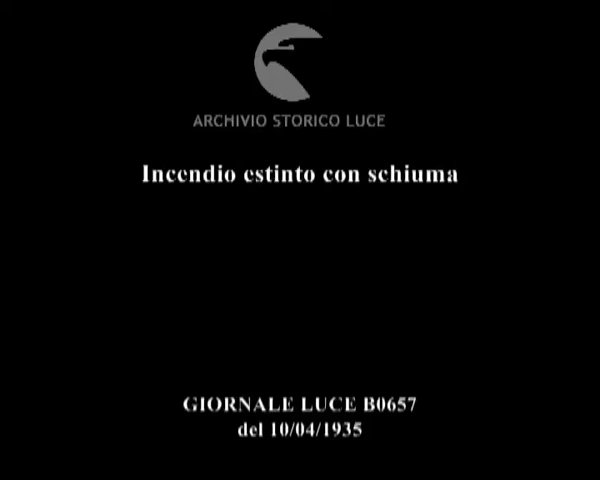 ARCHIVIO STORICO LUCE
Incendio estinto con schiuma
GIORNALE LUCE B0657
del 10/04/1935